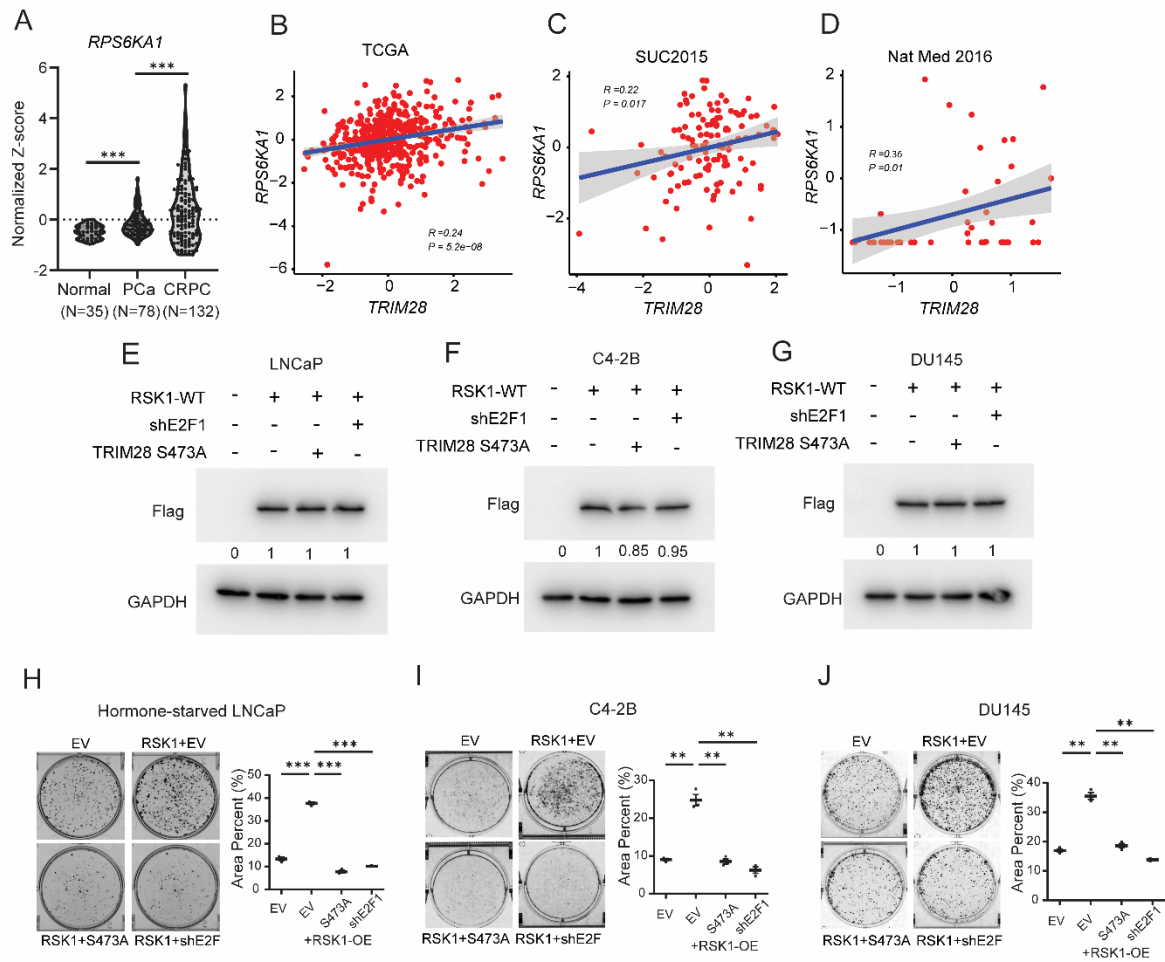 A
RPS6KA1
***
***
Normalized Z-score
6
4
2
0
-2
Normal PCa CRPC
(N=35) (N=78) (N=132)
B
TCGA
RPS6KA1
2
0
−2
−4
−6
R =0.24
P = 5.2e−08
−2 0 2
TRIM28
C
SUC2015
RPS6KA1
2
0
−2
R =0.22
P = 0.017
−4 −2 0 2
TRIM28
D
Nat Med 2016
RPS6KA1
2
1
0
−1
R =0.36
P =0.01
−1 0 1
TRIM28
E
LNCaP
RSK1-WT - + + +
shE2F1 - - - +
TRIM28 S473A - - + -
Flag
0 1 1 1
GAPDH
F
C4-2B
RSK1-WT - + + +
shE2F1 - - - +
TRIM28 S473A - - + -
Flag
0 1 0.85 0.95
GAPDH
G
DU145
RSK1-WT - + + +
shE2F1 - - - +
TRIM28 S473A - - + -
Flag
0 1 1 1
GAPDH
H
Hormone-starved LNCaP
EV RSK1+EV
RSK1+S473A RSK1+shE2F
Area Percent (%)
50
40
30
20
10
0
***
*** ***
EV EV S473A shE2F1
+RSK1-OE
I
C4-2B
EV RSK1+EV
RSK1+S473A RSK1+shE2F
Area Percent (%)
30
20
10
0
**
** **
EV EV S473A shE2F1
+RSK1-OE
J
DU145
EV RSK1+EV
RSK1+S473A RSK1+shE2F
Area Percent (%)
40
30
20
10
0
**
** **
EV EV S473A shE2F1
+RSK1-OE